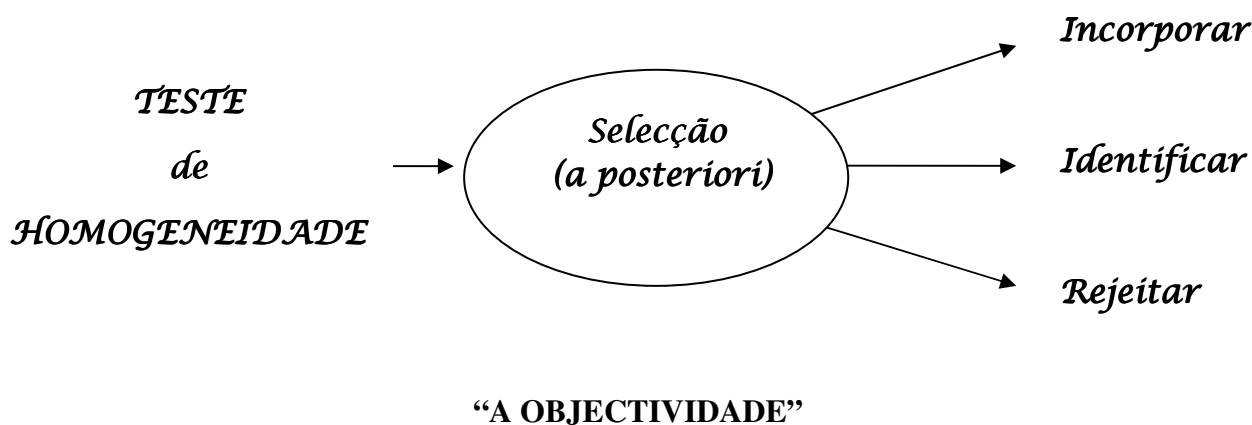 TESTE
de
HOMOGENEIDADE
Selecção
(a posteriori)
Incorporar
Identificar
Rejeitar
“A OBJECTIVIDADE”